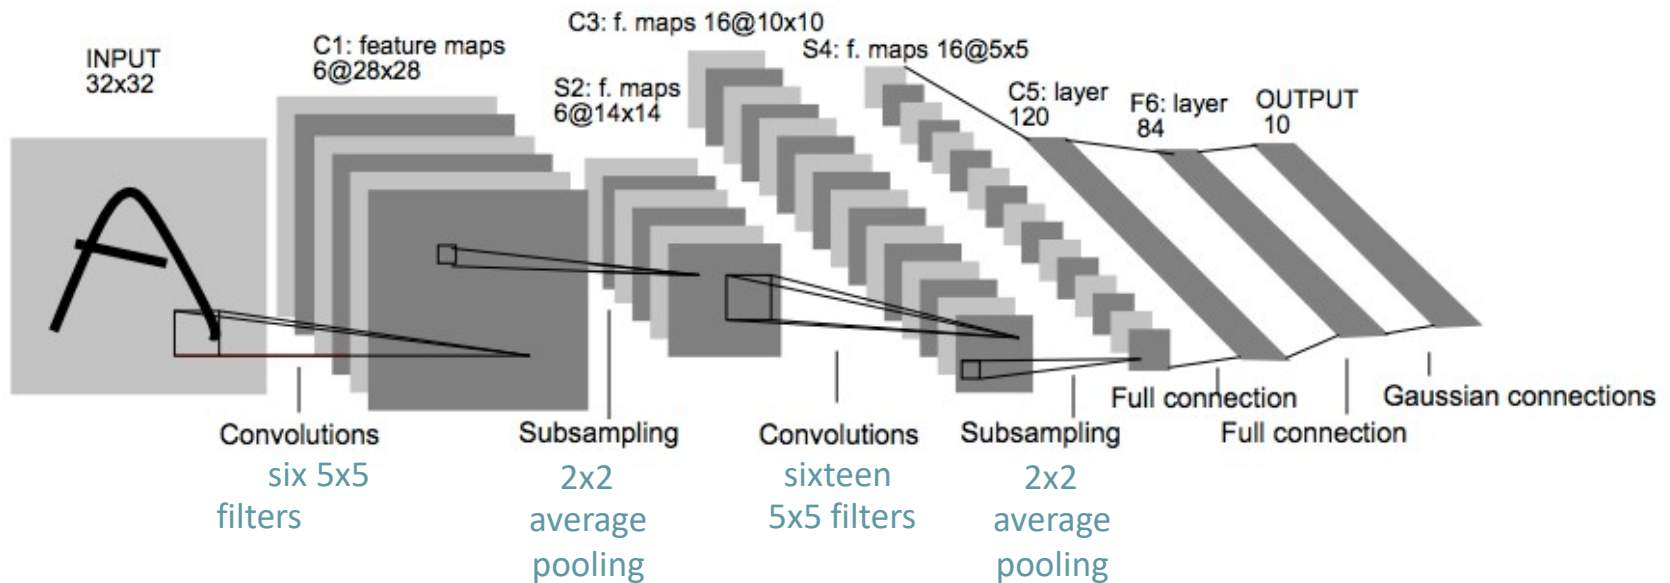 INPUT
32x32
C1: feature maps
6@28x28
S2: f. maps
6@14x14
C3: f. maps 16@10x10
S4: f. maps 16@5x5
C5: layer
120
F6: layer
84
OUTPUT
10
Convolutions
six 5x5
filters
Subsampling
2x2
average
pooling
Convolutions
sixteen
5x5 filters
Subsampling
2x2
average
pooling
Full connection
Full connection
Gaussian connections
A